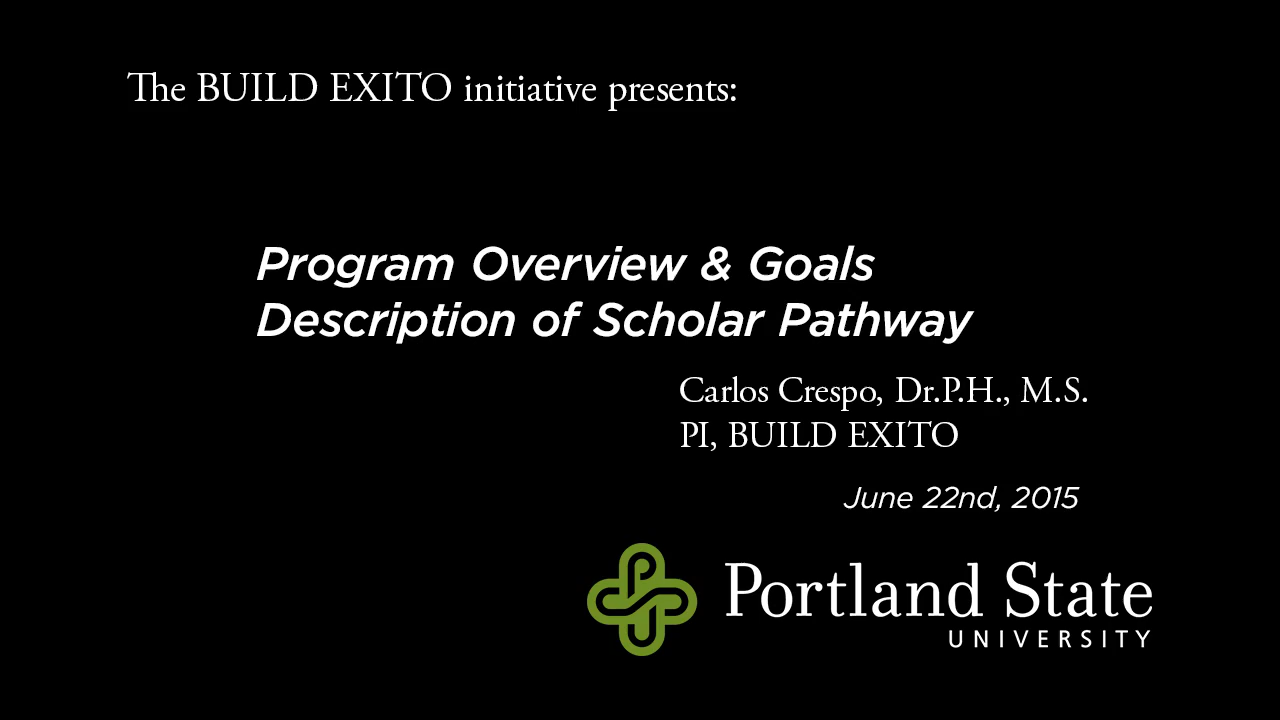 The BUILD EXITO initiative presents:
Program Overview & Goals
Description of Scholar Pathway
Carlos Crespo, Dr.P.H., M.S.
PI, BUILD EXITO
June 22nd, 2015
Portland State
UNIVERSITY